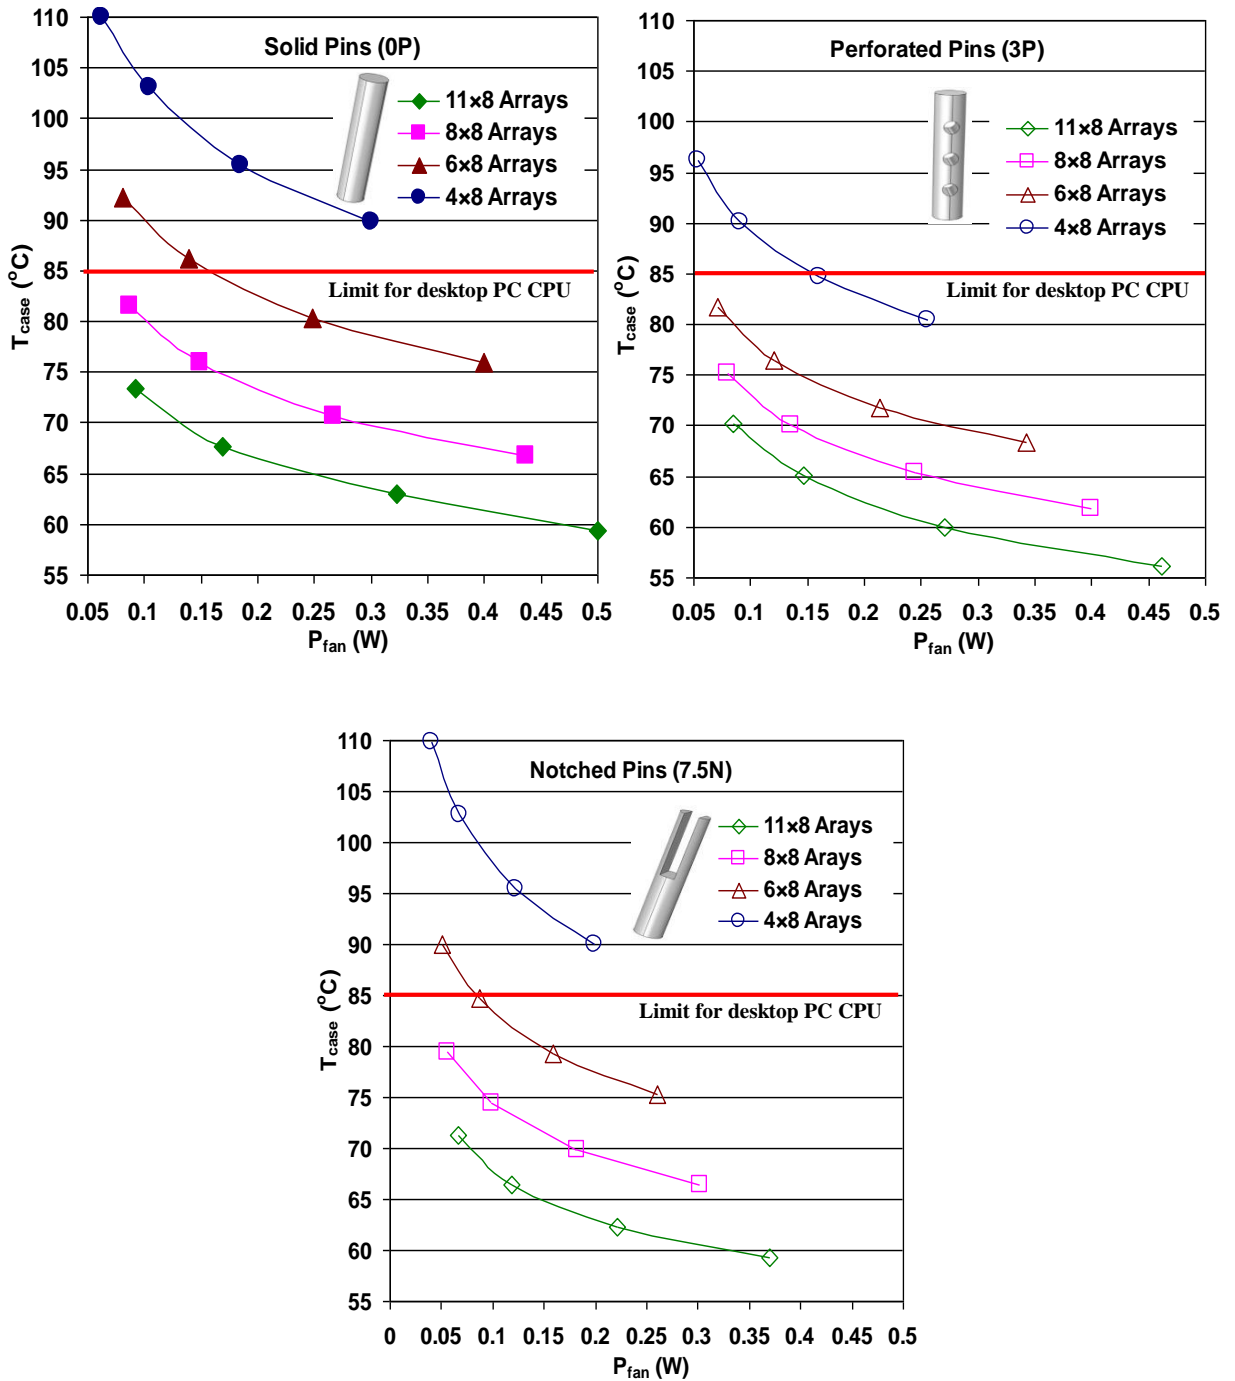 Solid Pins (0P)
11×8 Arrays
8×8 Arrays
6×8 Arrays
4×8 Arrays
Limit for desktop PC CPU
110
105
100
95
90
85
80
75
70
65
60
55
Tcase (°C)
0.05 0.1 0.15 0.2 0.25 0.3 0.35 0.4 0.45 0.5
Pfan (W)
Perforated Pins (3P)
11×8 Arrays
8×8 Arrays
6×8 Arrays
4×8 Arrays
Limit for desktop PC CPU
110
105
100
95
90
85
80
75
70
65
60
55
Tcase (°C)
0.05 0.1 0.15 0.2 0.25 0.3 0.35 0.4 0.45 0.5
Pfan (W)
Notched Pins (7.5N)
11×8 Arays
8×8 Arays
6×8 Arays
4×8 Arays
Limit for desktop PC CPU
110
105
100
95
90
85
80
75
70
65
60
55
Tcase (°C)
0 0.05 0.1 0.15 0.2 0.25 0.3 0.35 0.4 0.45 0.5
Pfan (W)